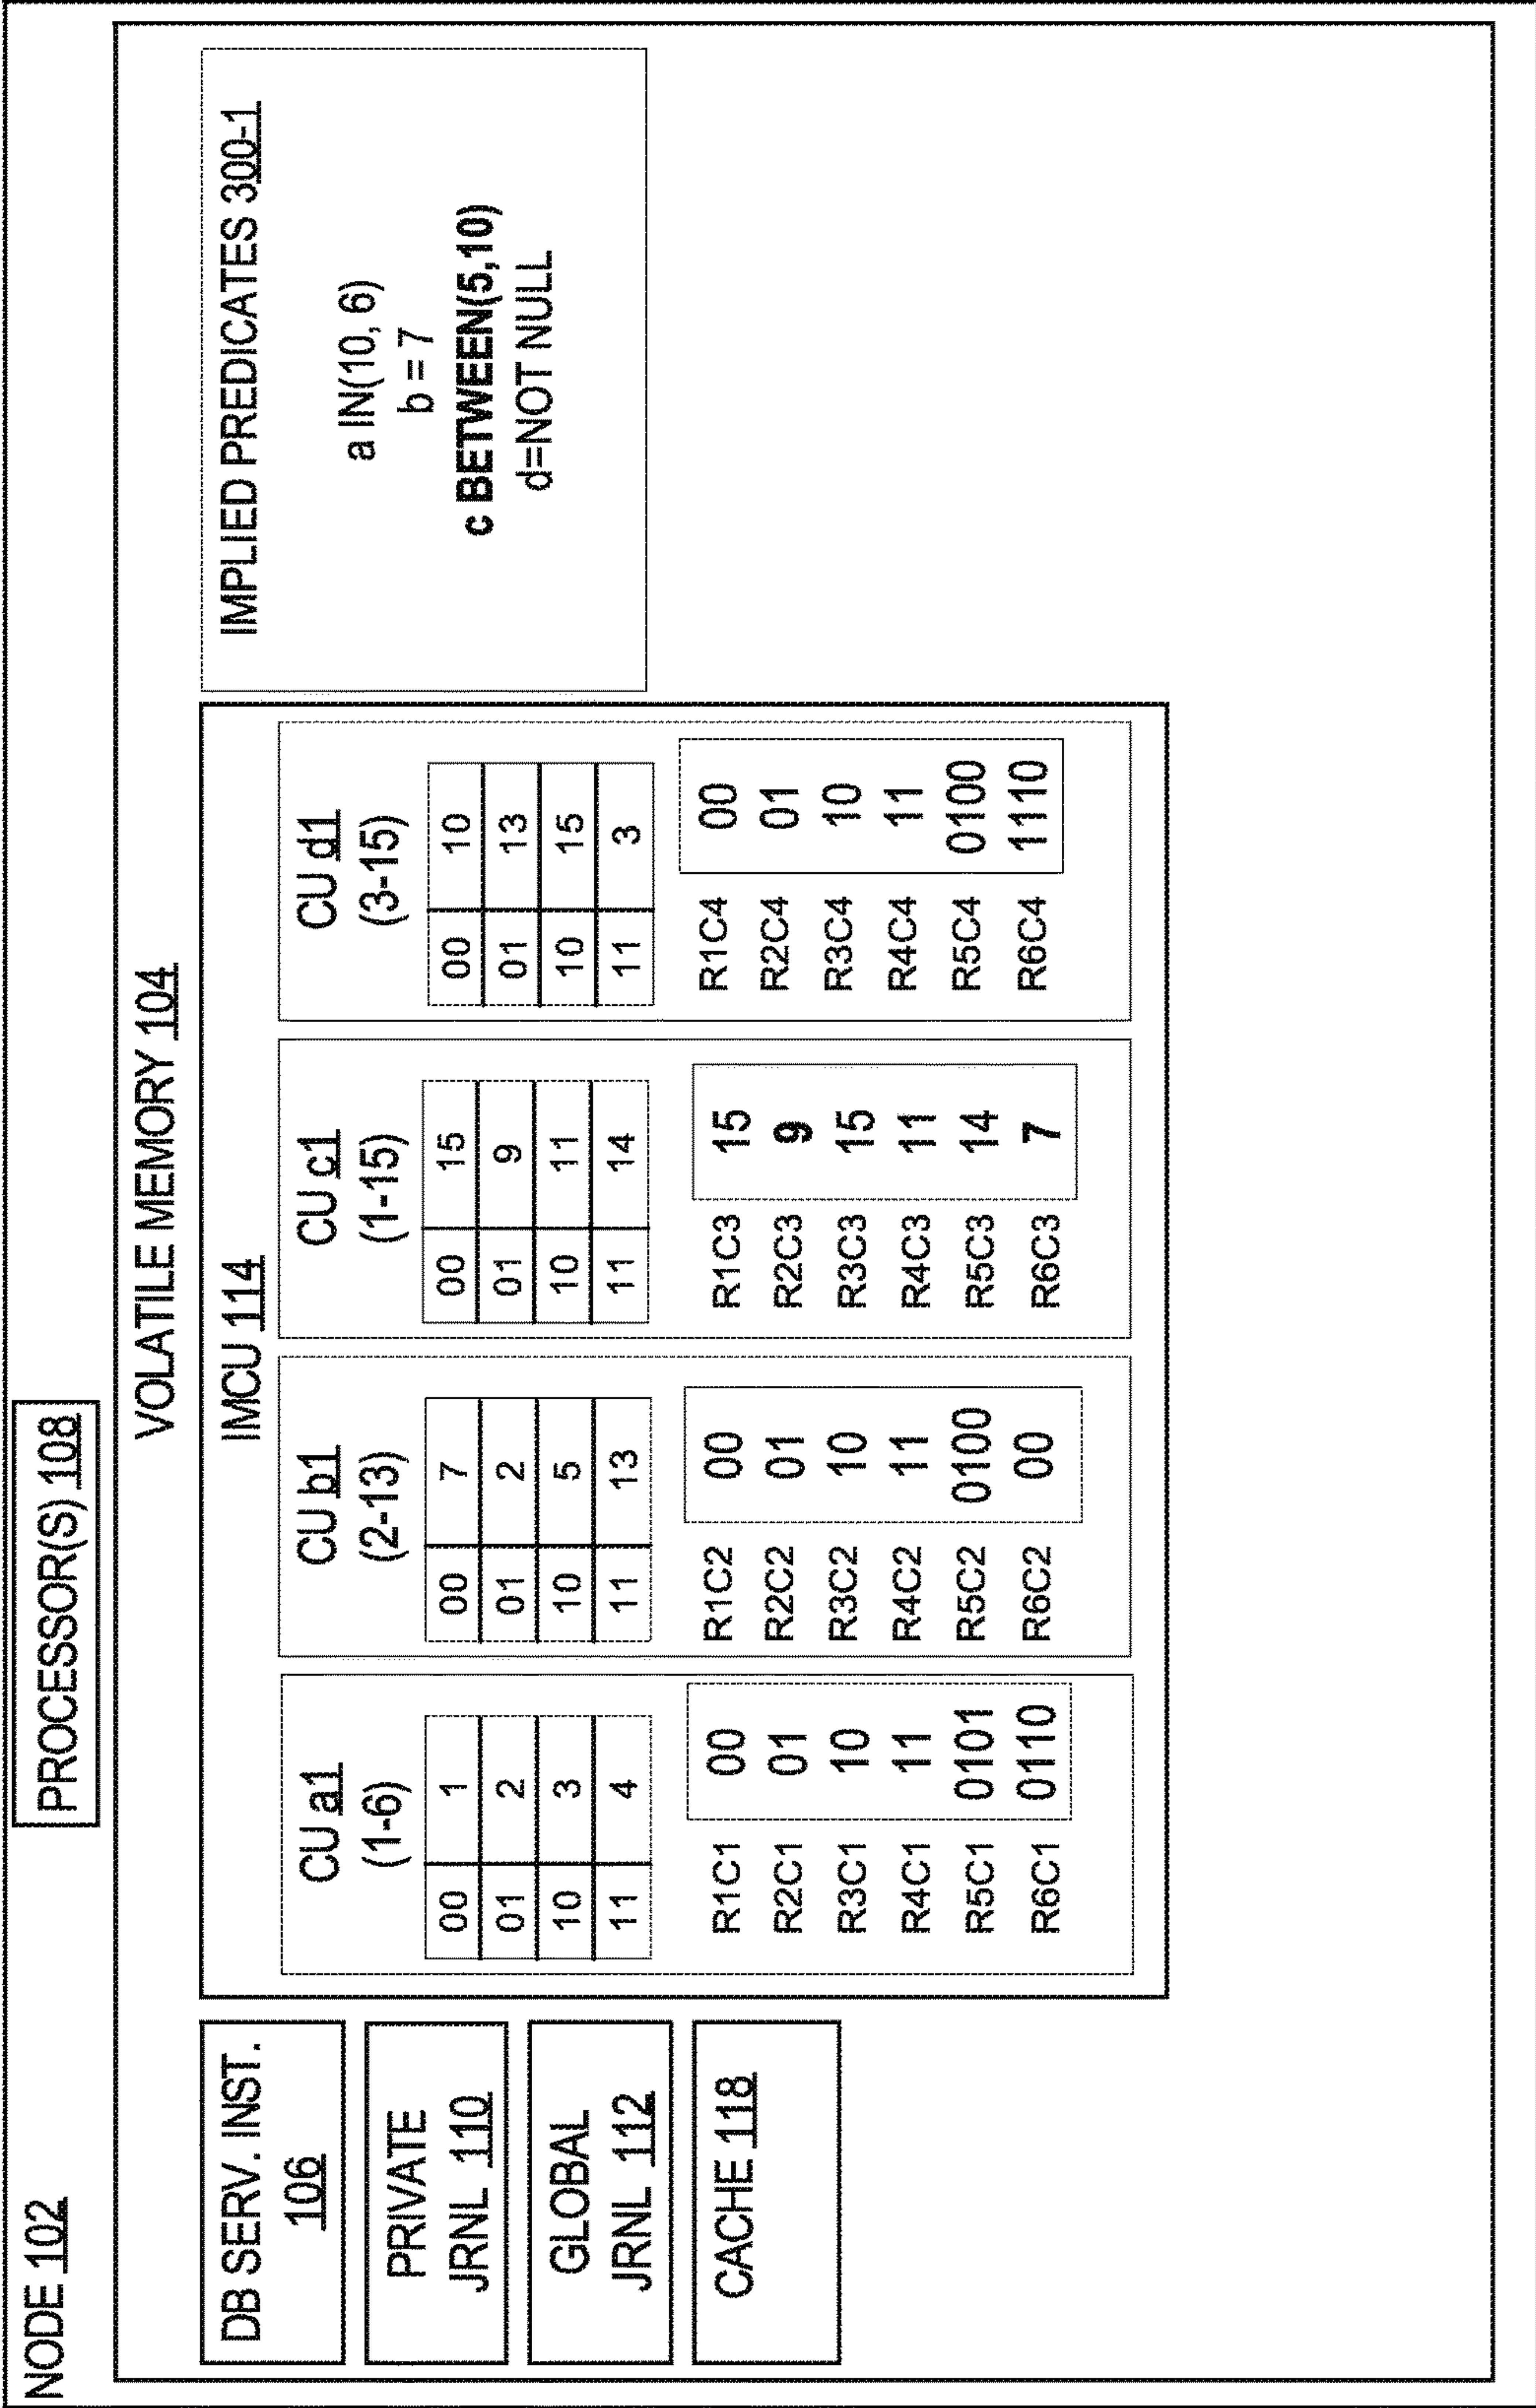 NODE 102
PROCESSOR(S) 108
VOLATILE MEMORY 104
DB SERV. INST.
106
PRIVATE
JRNL 110
GLOBAL
JRNL 112
CACHE 118
IMCU 114
CU a1
(1-6)
00 1
01 2
10 3
11 4
R1C1 00
R2C1 01
R3C1 10
R4C1 11
R5C1 0101
R6C1 0110
CU b1
(2-13)
00 7
01 2
10 5
11 13
R1C2 00
R2C2 01
R3C2 10
R4C2 11
R5C2 0100
R6C2 00
CU c1
(1-15)
00 15
01 9
10 11
11 14
R1C3 15
R2C3 9
R3C3 15
R4C3 11
R5C3 14
R6C3 7
CU d1
(3-15)
00 10
01 13
10 15
11 3
R1C4 00
R2C4 01
R3C4 10
R4C4 11
R5C4 0100
R6C4 1110
IMPLIED PREDICATES 300-1
a IN(10, 6)
b = 7
c BETWEEN(5,10)
d=NOT NULL